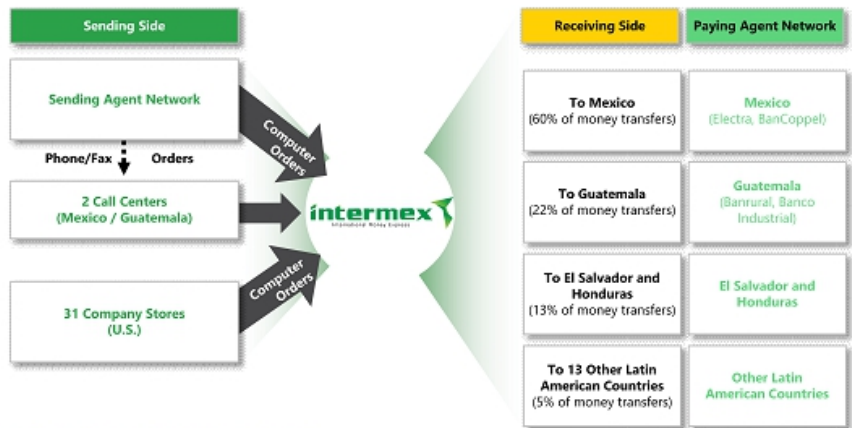 Sending Side
Sending Agent Network
Phone/Fax
Orders
2 Call Centers
(Mexico / Guatemala)
31 Company Stores
(U.S.)
Computer
Orders
Computer
Orders
intermex
International Money Express
Receiving Side
Paying Agent Network
To Mexico
(60% of money transfers)
Mexico
(Electra, BanCoppel)
To Guatemala
(22% of money transfers)
Guatemala
(Banrural, Banco
Industrial)
To El Salvador and
Honduras
(13% of money transfers)
El Salvador and
Honduras
To 13 Other Latin
American Countries
(5% of money transfers)
Other Latin
American Countries